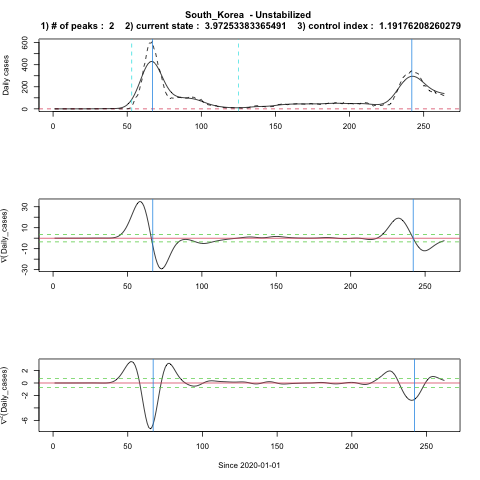 South_Korea - Unstabilized
1) # of peaks : 2 2) current state : 3.97253383365491 3) control index : 1.19176208260279
Daily cases
600
400
200
0
0 50 100 150 200 250
∇(Daily_cases)
30
10
-10
-30
0 50 100 150 200 250
∇²(Daily_cases)
2
0
-2
-6
0 50 100 150 200 250
Since 2020-01-01